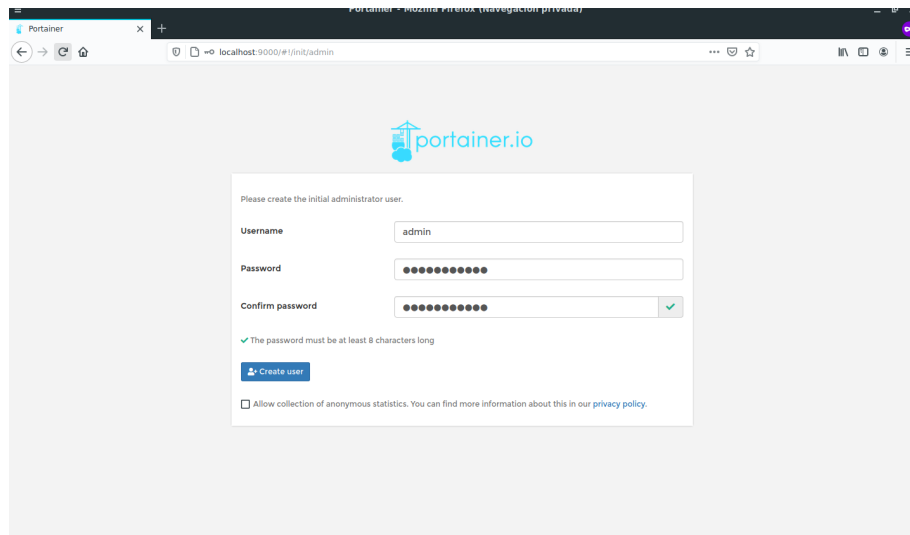 Portainer - Mozilla Firefox (Navegación privada)
Portainer
localhost:9000/#!/init/admin
portainer.io
Please create the initial administrator user.
Username
admin
Password
Confirm password
The password must be at least 8 characters long
Create user
Allow collection of anonymous statistics. You can find more information about this in our privacy policy.